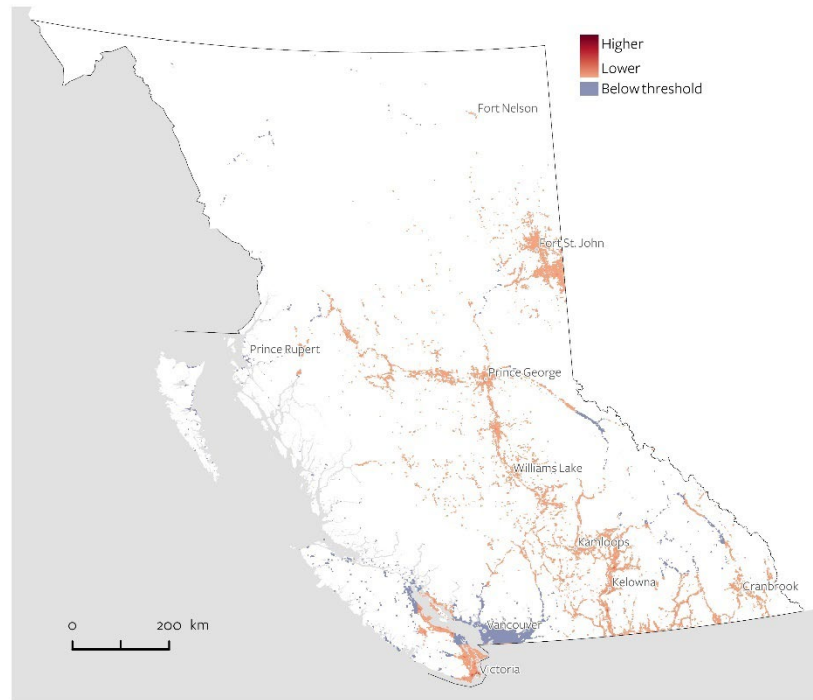 Higher
Lower
Below threshold
Fort Nelson
Fort St. John
Prince Rupert
Prince George
Williams Lake
Kamloops
Kelowna
Cranbrook
Vancouver
Victoria
0 200 km